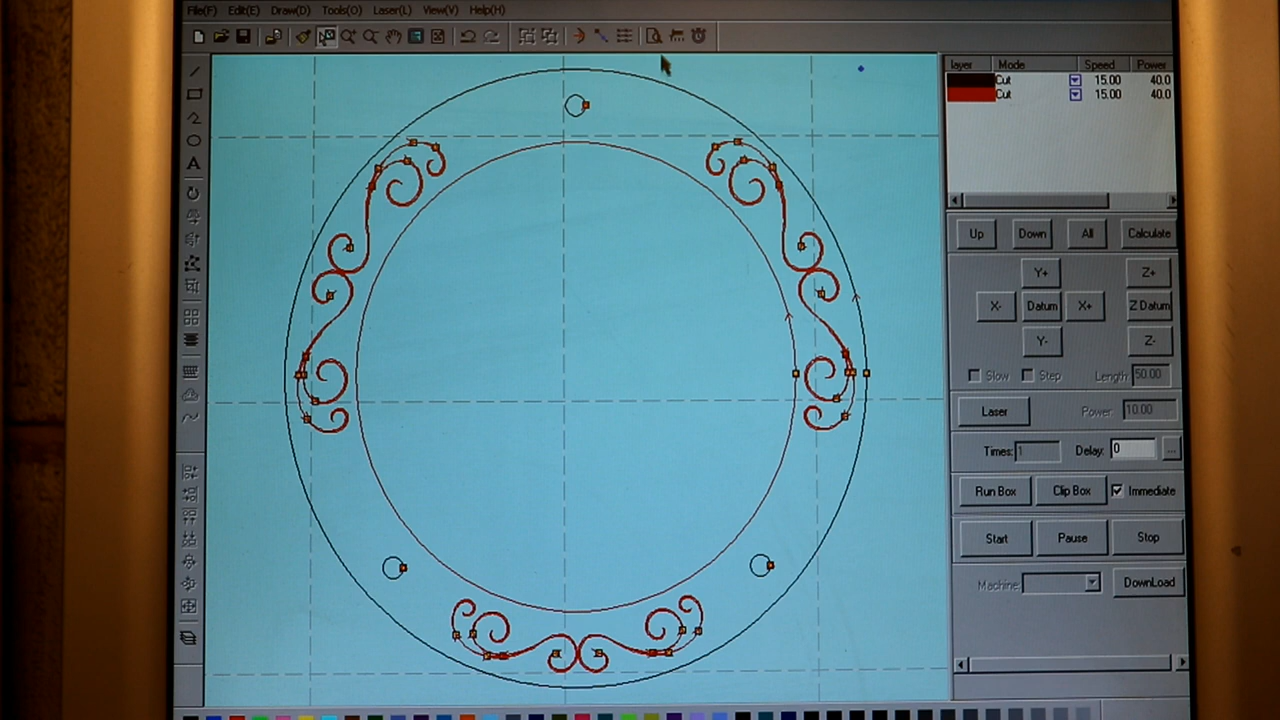 File(F) Edit(E) Draw(D) Tools(O) Laser(L) View(V) Help(H)
layer Mode Speed Power
Cut 15.00 40.0
Cut 15.00 40.0
Up Down All Calculate
Y+ Z+
X- Datum X+ Z Datum
Y- Z-
Slow Step Length: 50.00
Laser Power: 10.00
Times: 1 Delay: 0 ...
Run Box Clip Box Immediate
Start Pause Stop
Machine: DownLoad
A